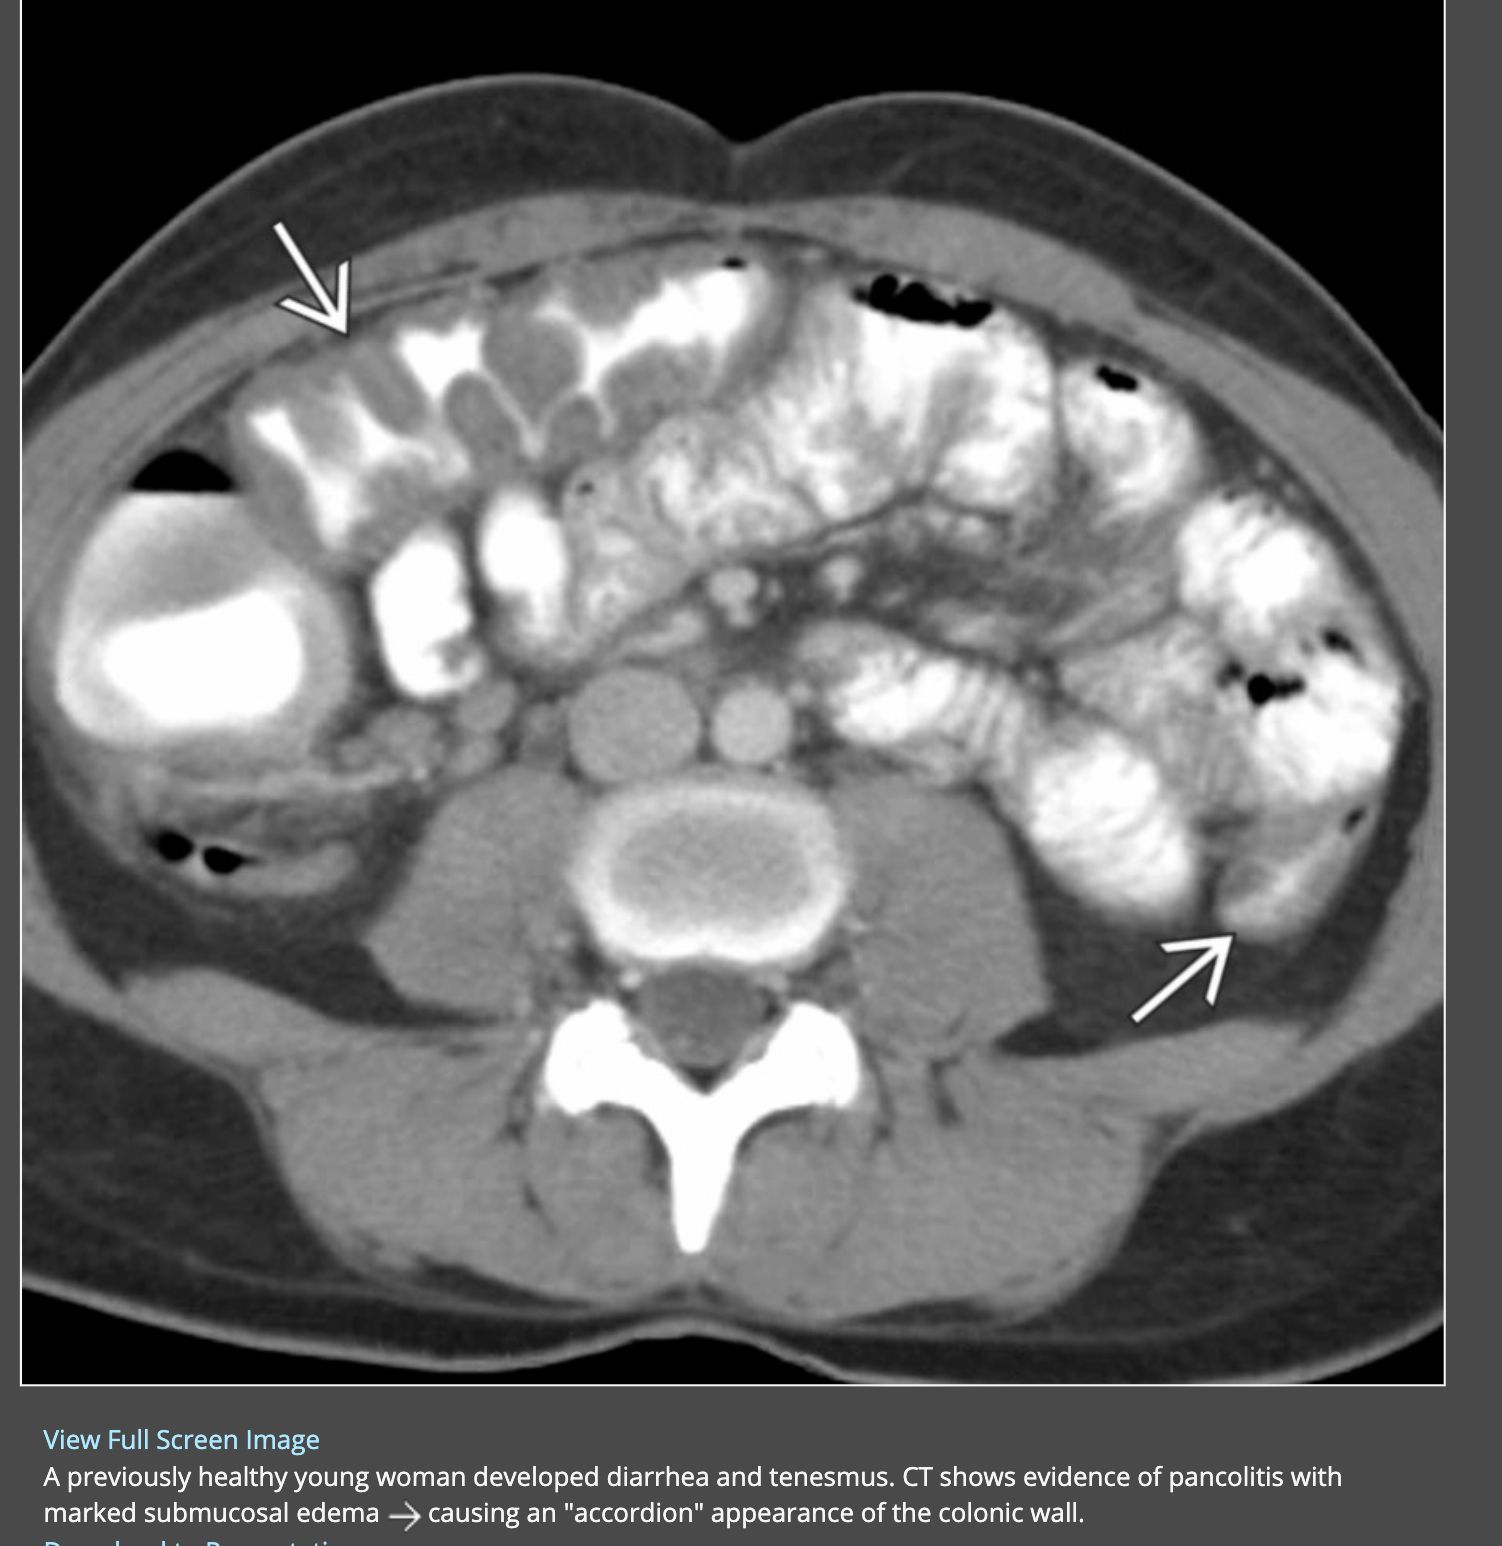 View Full Screen Image
A previously healthy young woman developed diarrhea and tenesmus. CT shows evidence of pancolitis with
marked submucosal edema → causing an "accordion" appearance of the colonic wall.